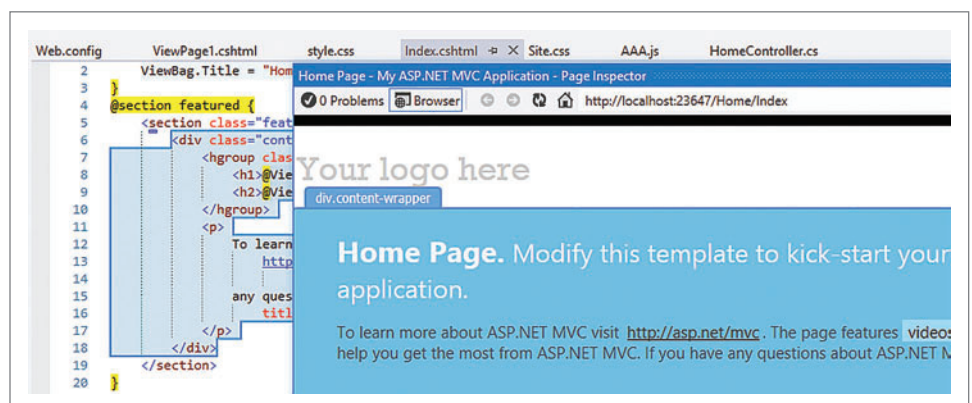 Web.config ViewPage1.cshtml style.css Index.cshtml Site.css AAA.js HomeController.cs
2 ViewBag.Title = "Hom
3 }
4 @section featured {
5 <section class="feat
6 <div class="cont
7 <hgroup clas
8 <h1>@Vie
9 <h2>@Vie
10 </hgroup>
11 <p>
12 To learn
13 http
14
15 any ques
16 titl
17 </p>
18 </div>
19 </section>
20 }
Home Page - My ASP.NET MVC Application - Page Inspector
0 Problems Browser http://localhost:23647/Home/Index
Your logo here
div.content-wrapper
Home Page. Modify this template to kick-start your
application.
To learn more about ASP.NET MVC visit http://asp.net/mvc. The page features videos
help you get the most from ASP.NET MVC. If you have any questions about ASP.NET M